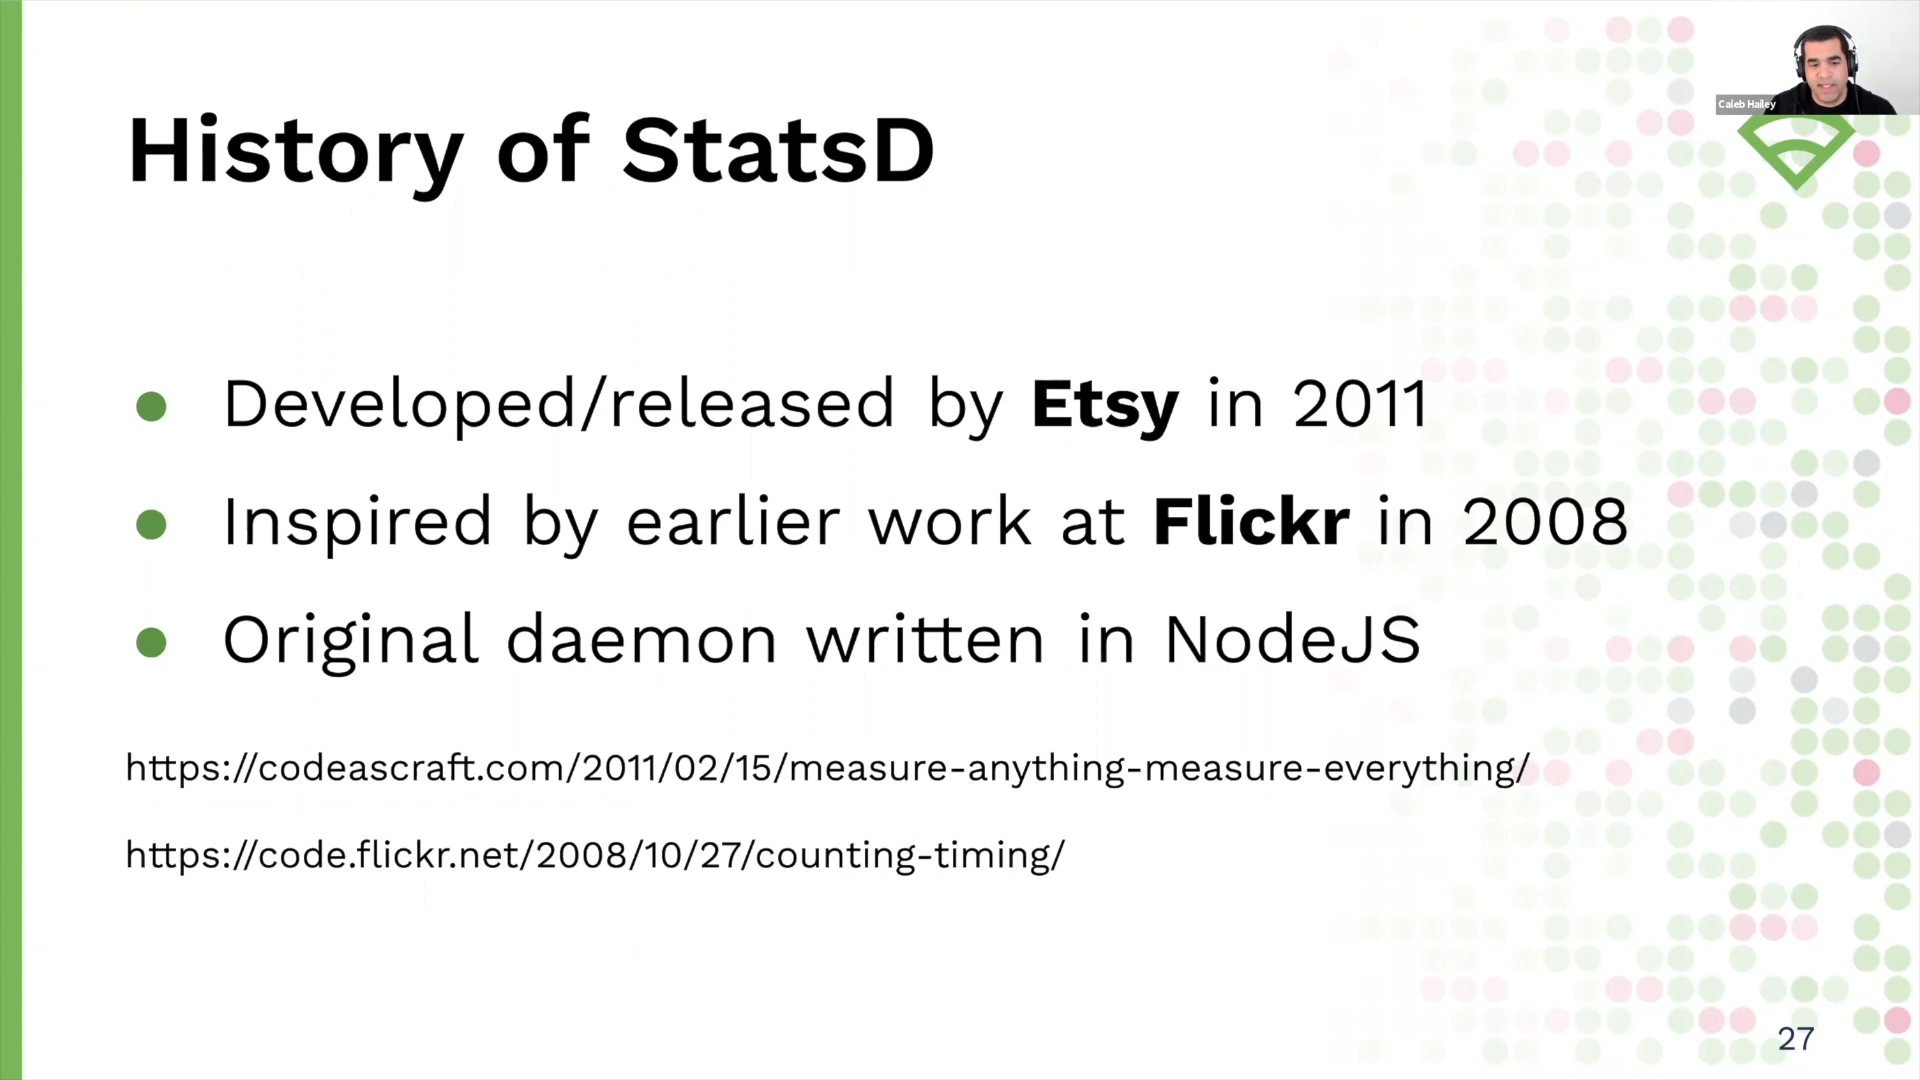 Caleb Hailey
History of StatsD
● Developed/released by Etsy in 2011
● Inspired by earlier work at Flickr in 2008
● Original daemon written in NodeJS
https://codeascraft.com/2011/02/15/measure-anything-measure-everything/
https://code.flickr.net/2008/10/27/counting-timing/
27